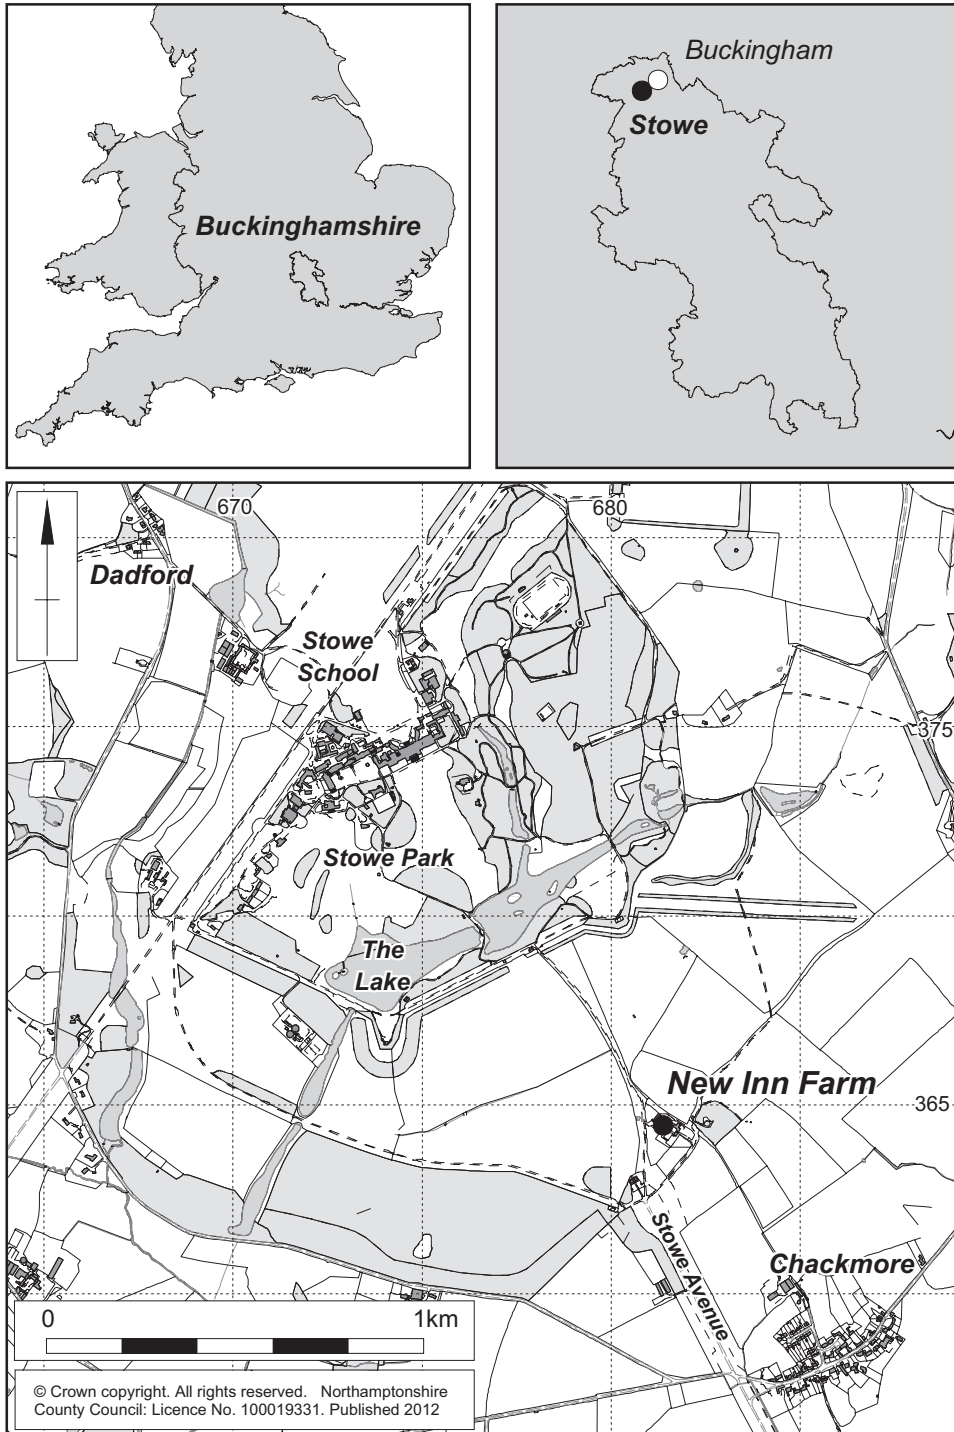 Buckinghamshire
Buckingham
Stowe
670
680
Dadford
Stowe
School
375
Stowe Park
The
Lake
New Inn Farm
365
Stowe Avenue
Chackmore
0
1km
© Crown copyright. All rights reserved. Northamptonshire
County Council: Licence No. 100019331. Published 2012